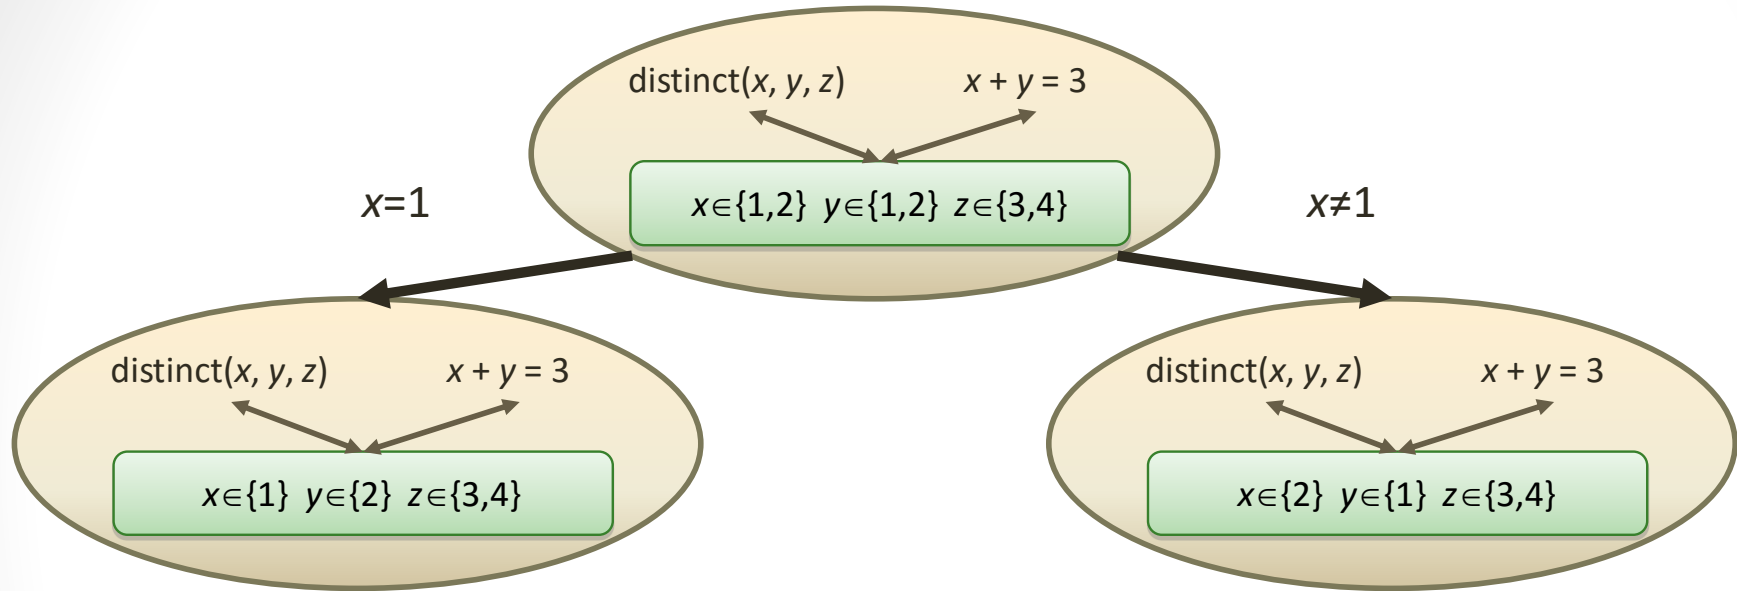 distinct(x, y, z) x + y = 3
x∈{1,2} y∈{1,2} z∈{3,4}
x=1
x≠1
distinct(x, y, z) x + y = 3
x∈{1} y∈{2} z∈{3,4}
distinct(x, y, z) x + y = 3
x∈{2} y∈{1} z∈{3,4}